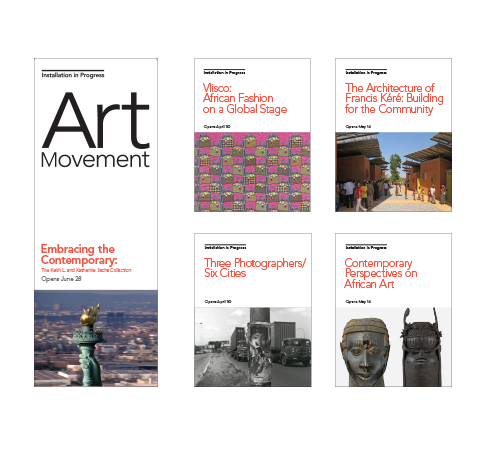 Installation in Progress
Art
Movement
Embracing the
Contemporary:
The Keith L. and Katherine Sachs Collection
Opens June 28
Installation in Progress
Vlisco:
African Fashion
on a Global Stage
Opens April 30
Installation in Progress
The Architecture of
Francis Kéré: Building
for the Community
Opens May 14
Installation in Progress
Three Photographers/
Six Cities
Opens April 30
Installation in Progress
Contemporary
Perspectives on
African Art
Opens May 14